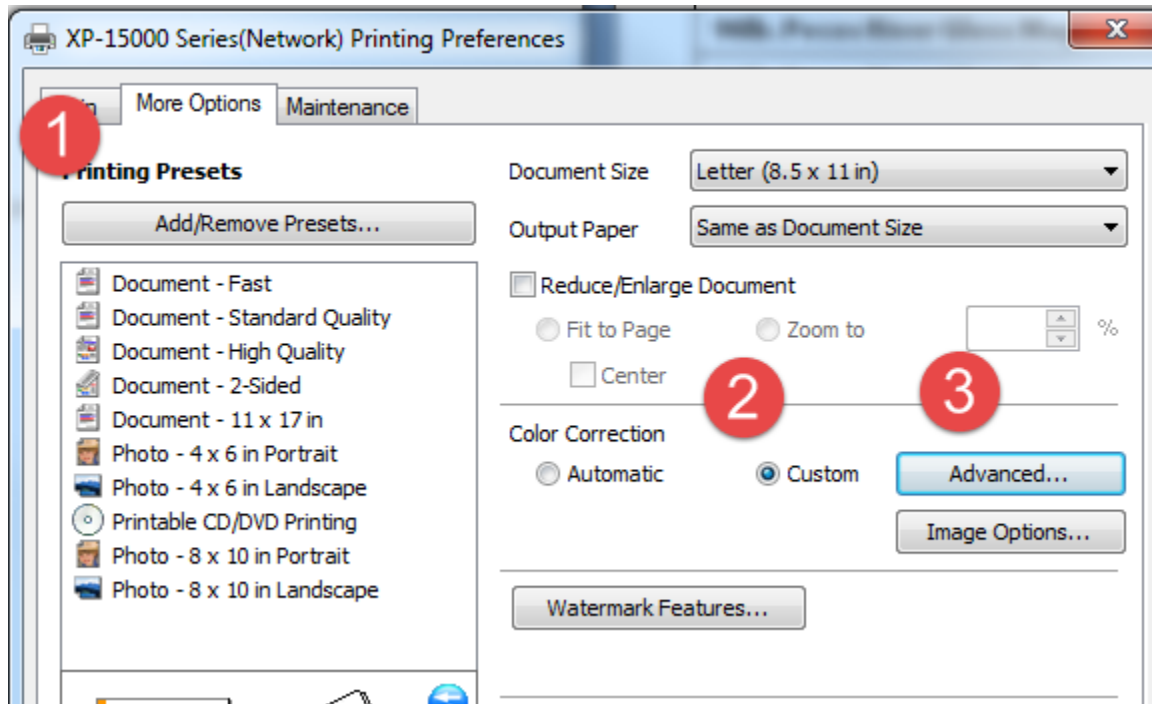 XP-15000 Series(Network) Printing Preferences
More Options
Maintenance
1
Printing Presets
Add/Remove Presets...
Document - Fast
Document - Standard Quality
Document - High Quality
Document - 2-Sided
Document - 11 x 17 in
Photo - 4 x 6 in Portrait
Photo - 4 x 6 in Landscape
Printable CD/DVD Printing
Photo - 8 x 10 in Portrait
Photo - 8 x 10 in Landscape
Document Size
Letter (8.5 x 11 in)
Output Paper
Same as Document Size
Reduce/Enlarge Document
Fit to Page
Zoom to
%
Center
2
3
Color Correction
Automatic
Custom
Advanced...
Image Options...
Watermark Features...